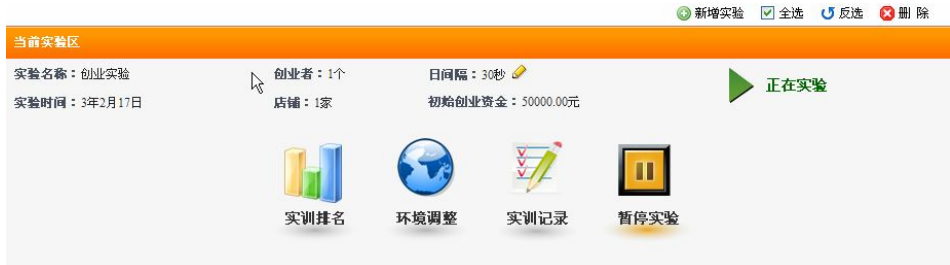 新增实验 全选 反选 删 除
当前实验区
实验名称：创业实验 创业者：1个 日间隔：30秒
正在实验
实验时间：3年2月17日 店铺：1家 初始创业资金：50000.00元
实训排名 环境调整 实训记录 暂停实验